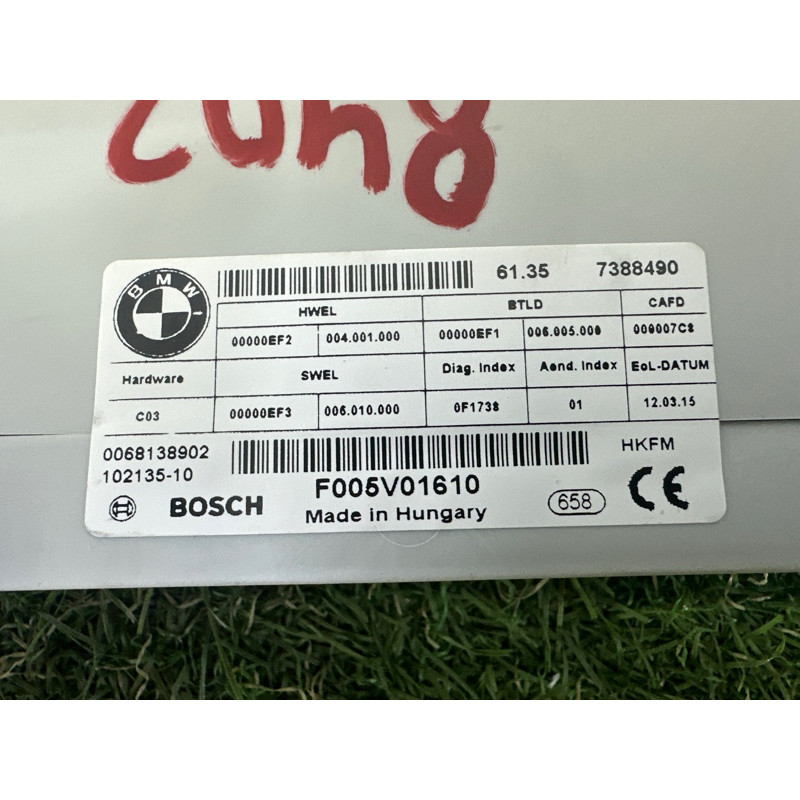 BMW
61.35 7388490
HWEL BTLD CAFD
00000EF2 004.001.000 00000EF1 006.005.000 000007C8
Hardware SWEL Diag. Index Aend. Index EoL-DATUM
C03 00000EF3 006.010.000 0F1738 01 12.03.15
0068138902 HKFM
102135-10
F005V01610
BOSCH Made in Hungary 658 CE